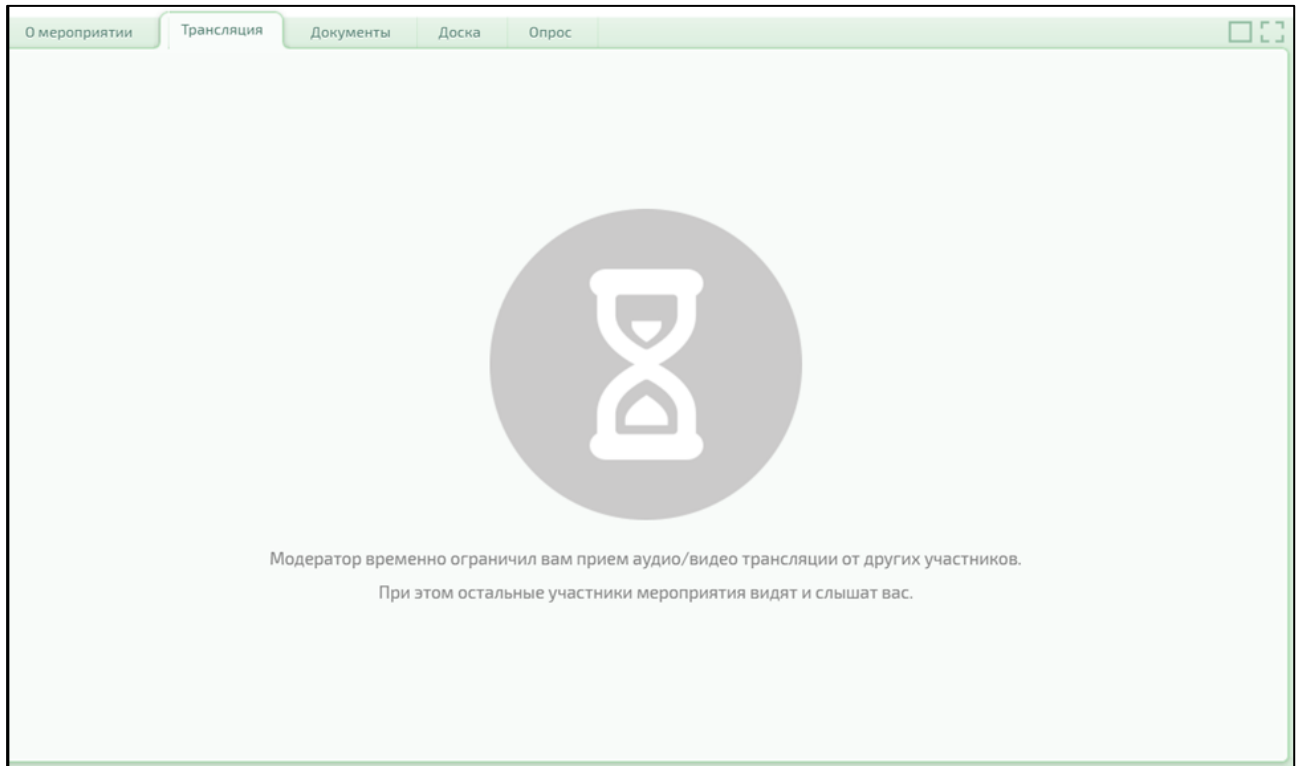 О мероприятии Трансляция Документы Доска Опрос
Модератор временно ограничил вам прием аудио/видео трансляции от других участников.
При этом остальные участники мероприятия видят и слышат вас.